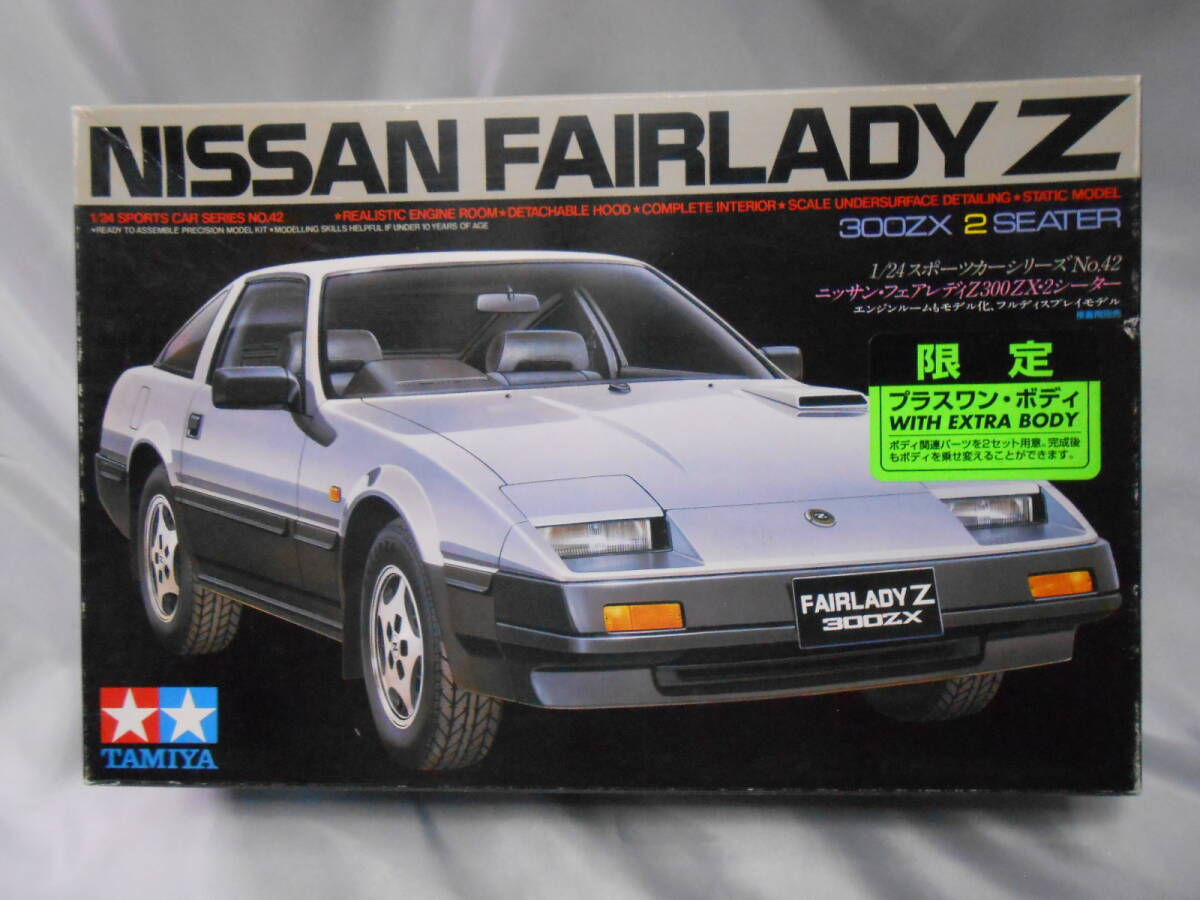 NISSAN FAIRLADY Z
1/24 SPORTS CAR SERIES NO.42 ★REALISTIC ENGINE ROOM★DETACHABLE HOOD★COMPLETE INTERIOR★SCALE UNDERSURFACE DETAILING★STATIC MODEL
★READY TO ASSEMBLE PRECISION MODEL KIT ★MODELLING SKILLS HELPFUL IF UNDER 10 YEARS OF AGE
300ZX 2 SEATER
1/24スポーツカーシリーズNo.42
ニッサン・フェアレディZ300ZX・2シーター
エンジンルームもモデル化、フルディスプレイモデル
接着剤別売
限定
プラスワン・ボディ
WITH EXTRA BODY
ボディ関連パーツを2セット用意。完成後
もボディを乗せ変えることができます。
FAIRLADY Z
300ZX
TAMIYA